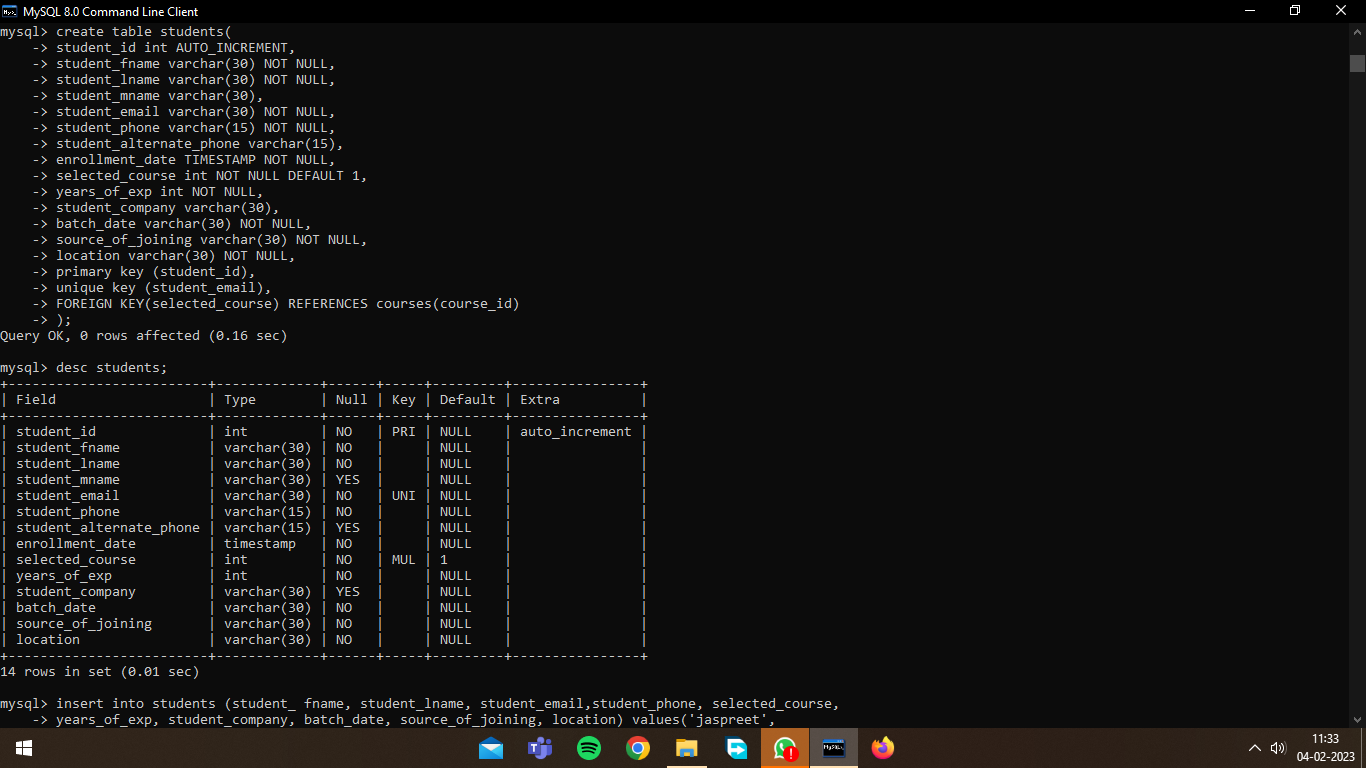 MySQL 8.0 Command Line Client
mysql> create table students(
    -> student_id int AUTO_INCREMENT,
    -> student_fname varchar(30) NOT NULL,
    -> student_lname varchar(30) NOT NULL,
    -> student_mname varchar(30),
    -> student_email varchar(30) NOT NULL,
    -> student_phone varchar(15) NOT NULL,
    -> student_alternate_phone varchar(15),
    -> enrollment_date TIMESTAMP NOT NULL,
    -> selected_course int NOT NULL DEFAULT 1,
    -> years_of_exp int NOT NULL,
    -> student_company varchar(30),
    -> batch_date varchar(30) NOT NULL,
    -> source_of_joining varchar(30) NOT NULL,
    -> location varchar(30) NOT NULL,
    -> primary key (student_id),
    -> unique key (student_email),
    -> FOREIGN KEY(selected_course) REFERENCES courses(course_id)
    -> );
Query OK, 0 rows affected (0.16 sec)
mysql> desc students;
+-------------------------+-------------+------+-----+---------+----------------+
| Field                   | Type        | Null | Key | Default | Extra          |
+-------------------------+-------------+------+-----+---------+----------------+
| student_id              | int         | NO   | PRI | NULL    | auto_increment |
| student_fname           | varchar(30) | NO   |     | NULL    |                |
| student_lname           | varchar(30) | NO   |     | NULL    |                |
| student_mname           | varchar(30) | YES  |     | NULL    |                |
| student_email           | varchar(30) | NO   | UNI | NULL    |                |
| student_phone           | varchar(15) | NO   |     | NULL    |                |
| student_alternate_phone | varchar(15) | YES  |     | NULL    |                |
| enrollment_date         | timestamp   | NO   |     | NULL    |                |
| selected_course         | int         | NO   | MUL | 1       |                |
| years_of_exp            | int         | NO   |     | NULL    |                |
| student_company         | varchar(30) | YES  |     | NULL    |                |
| batch_date              | varchar(30) | NO   |     | NULL    |                |
| source_of_joining       | varchar(30) | NO   |     | NULL    |                |
| location                | varchar(30) | NO   |     | NULL    |                |
+-------------------------+-------------+------+-----+---------+----------------+
14 rows in set (0.01 sec)
mysql> insert into students (student_ fname, student_lname, student_email,student_phone, selected_course,
    -> years_of_exp, student_company, batch_date, source_of_joining, location) values('jaspreet',
11:33
04-02-2023